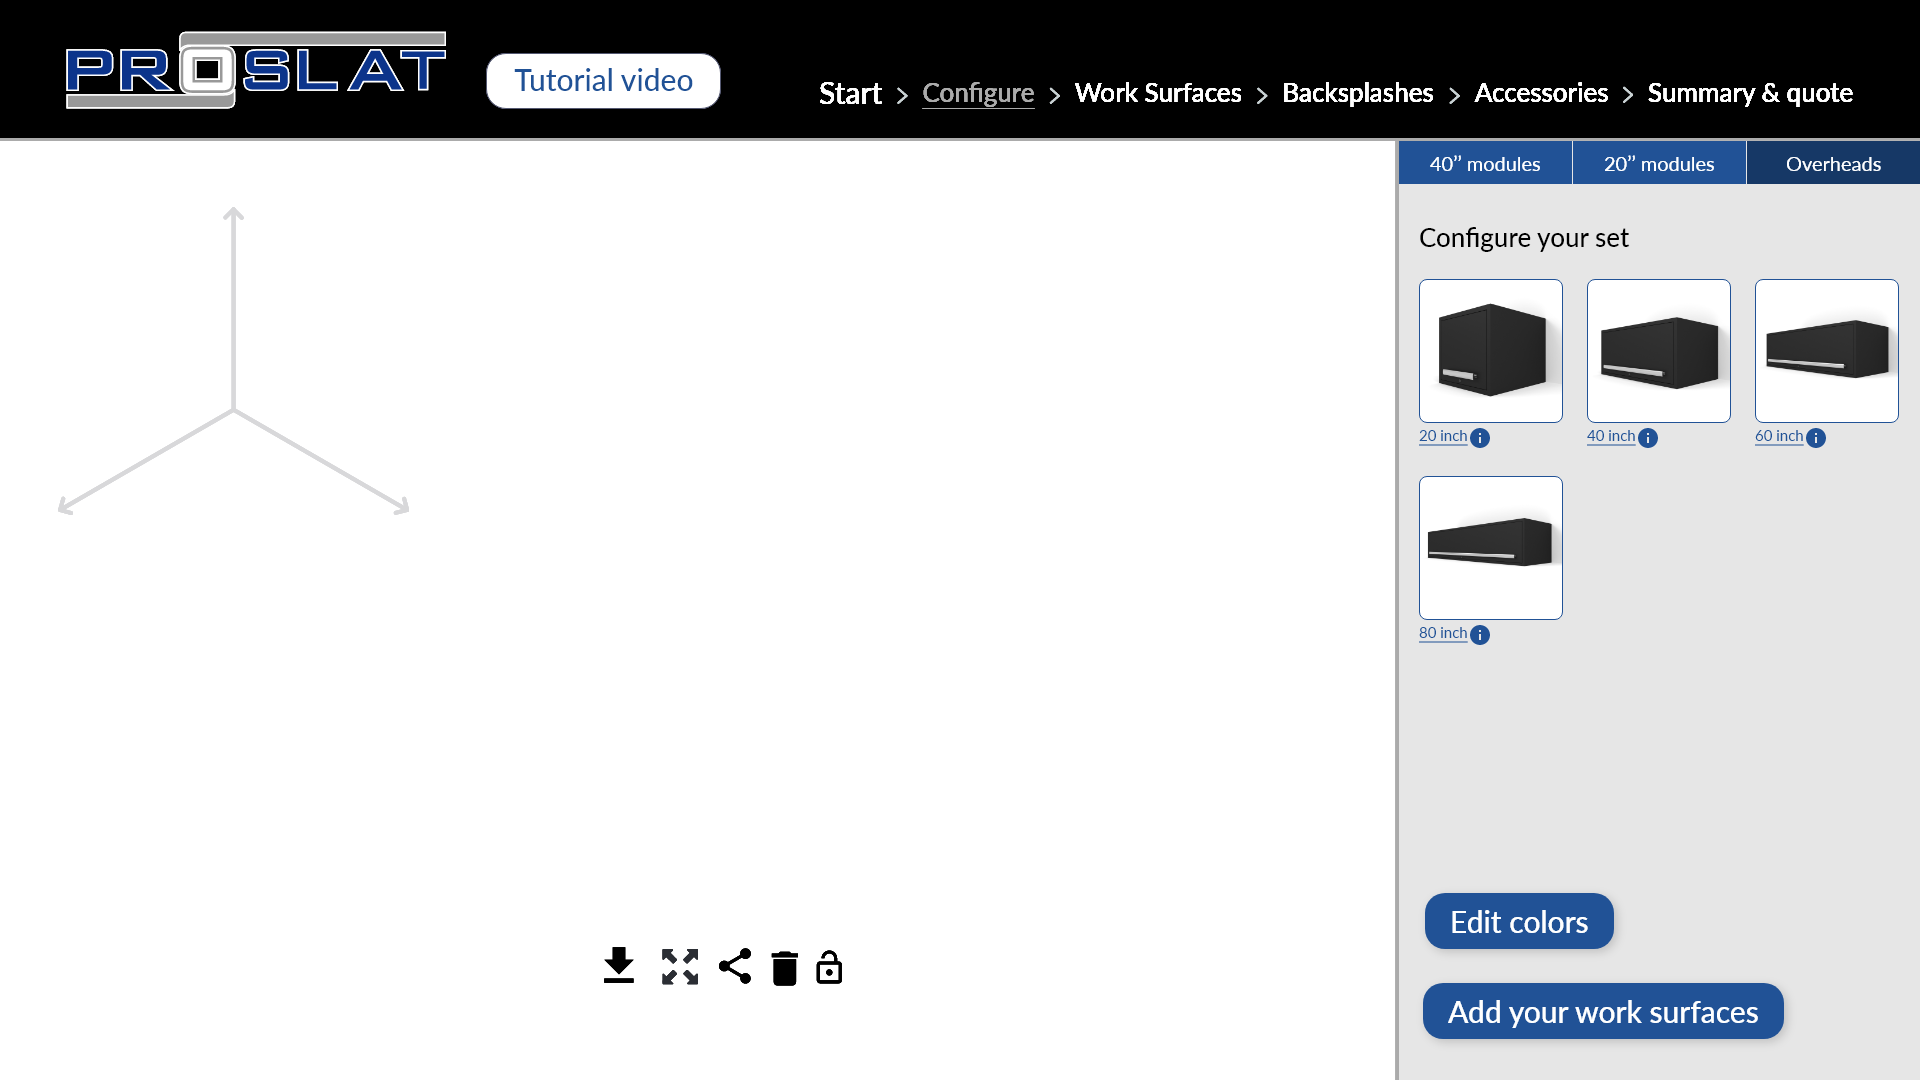 PROSLAT
Tutorial video
Start > Configure > Work Surfaces > Backsplashes > Accessories > Summary & quote
40’’ modules
20’’ modules
Overheads
Configure your set
20 inch i
40 inch i
60 inch i
80 inch i
Edit colors
Add your work surfaces